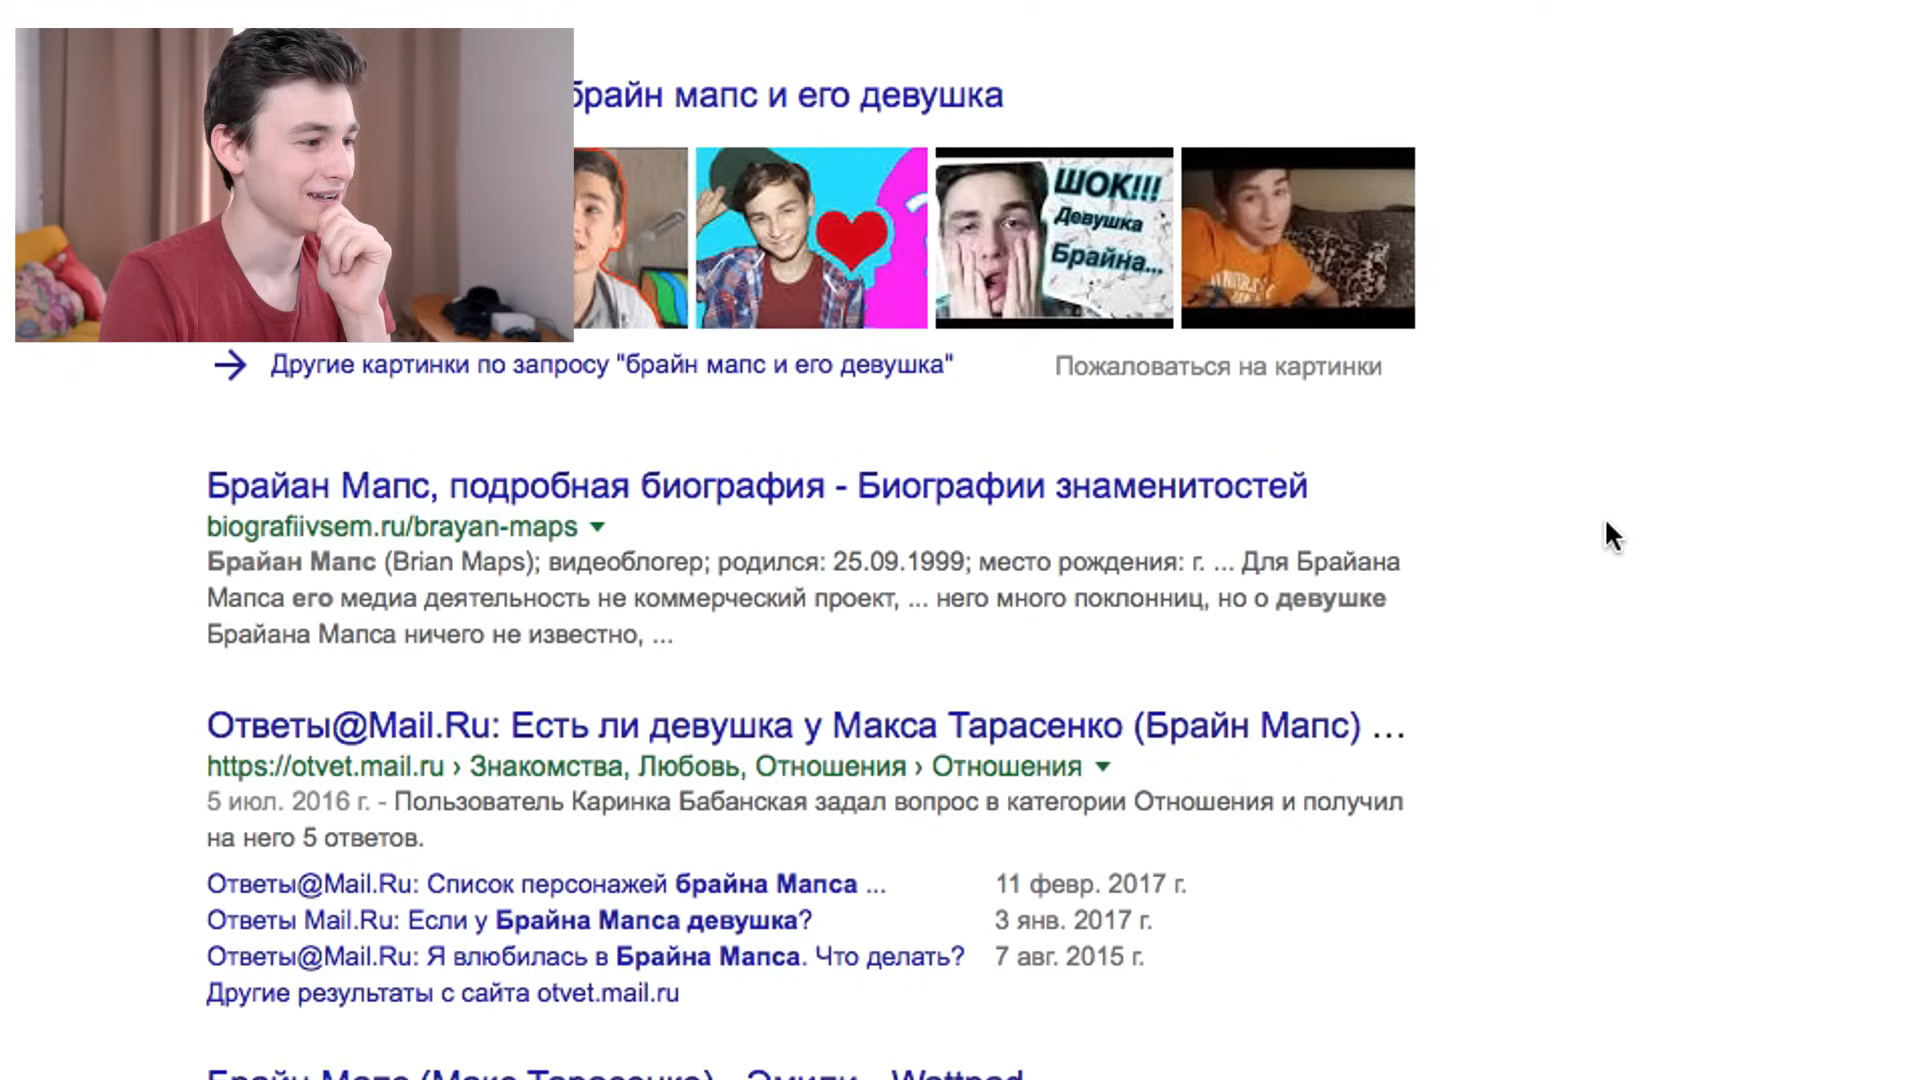 брайн мапс и его девушка
ШОК!!!
Девушка
Брайна...
Другие картинки по запросу "брайн мапс и его девушка"
Пожаловаться на картинки
Брайан Мапс, подробная биография - Биографии знаменитостей
biografiivsem.ru/brayan-maps
Брайан Мапс (Brian Maps); видеоблогер; родился: 25.09.1999; место рождения: г. ... Для Брайана
Мапса его медиа деятельность не коммерческий проект, ... него много поклонниц, но о девушке
Брайана Мапса ничего не известно, ...
Ответы@Mail.Ru: Есть ли девушка у Макса Тарасенко (Брайн Мапс) ...
https://otvet.mail.ru › Знакомства, Любовь, Отношения › Отношения
5 июл. 2016 г. - Пользователь Каринка Бабанская задал вопрос в категории Отношения и получил
на него 5 ответов.
Ответы@Mail.Ru: Список персонажей брайна Мапса ... 11 февр. 2017 г.
Ответы Mail.Ru: Если у Брайна Мапса девушка? 3 янв. 2017 г.
Ответы@Mail.Ru: Я влюбилась в Брайна Мапса. Что делать? 7 авг. 2015 г.
Другие результаты с сайта otvet.mail.ru
Брайн Мапс (Макс Тарасенко) - Эмили - Wattpad